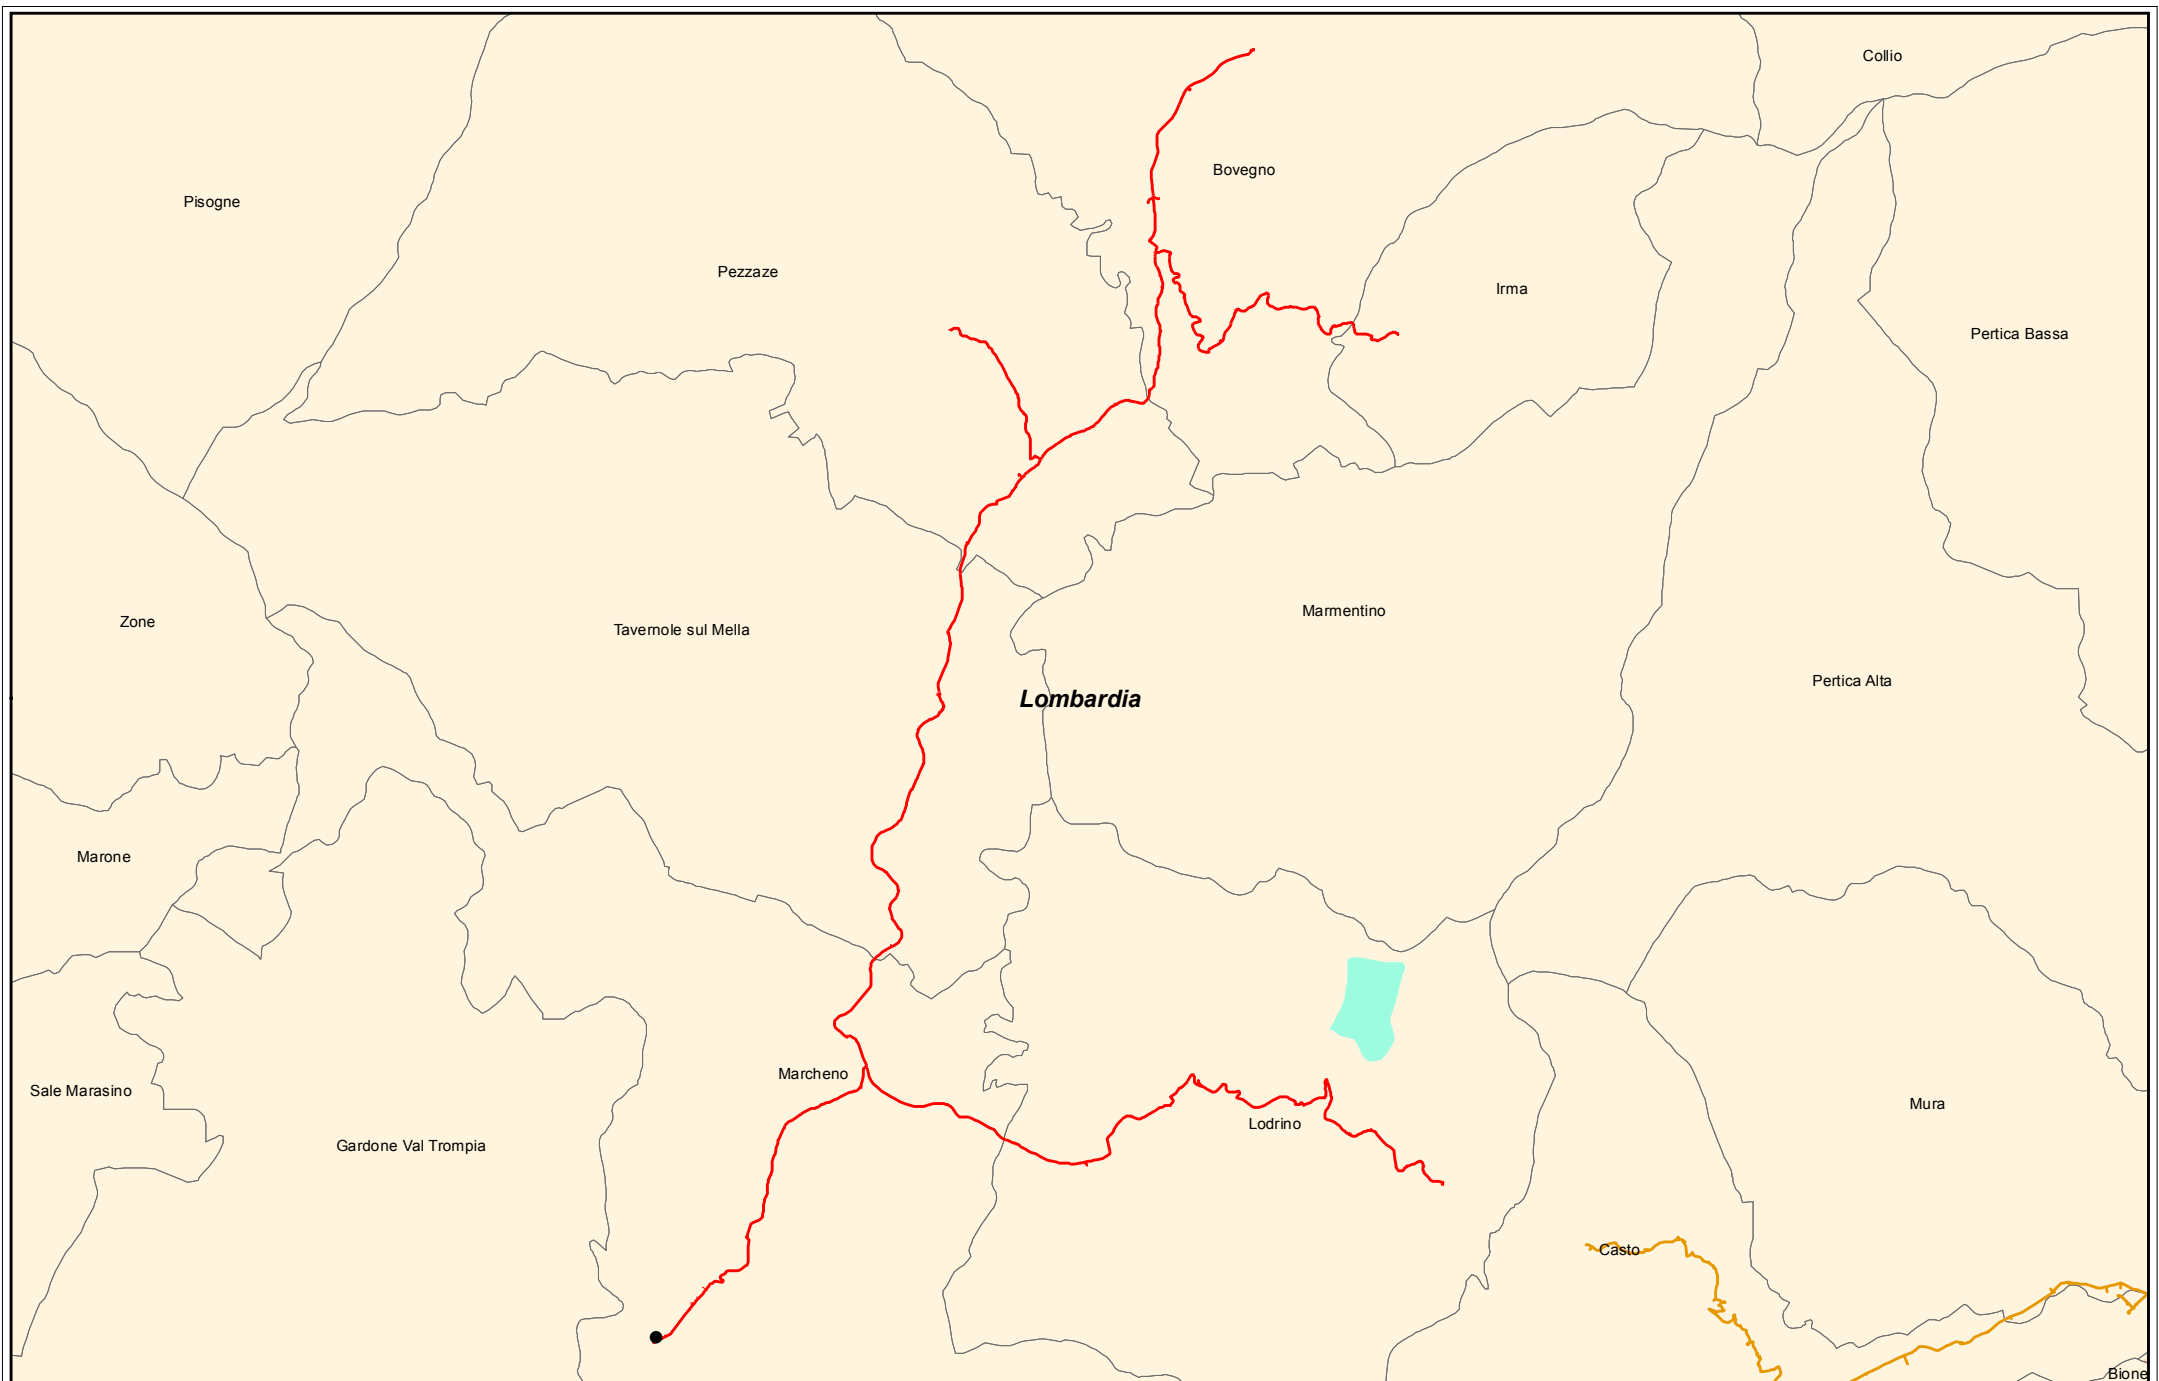 Collio
Bovegno
Pisogne
Pezzaze
Irma
Pertica Bassa
Marmentino
Zone
Tavernole sul Mella
Pertica Alta
Lombardia
Marone
Marcheno
Sale Marasino
Mura
Lodrino
Gardone Val Trompia
Casto
Bione